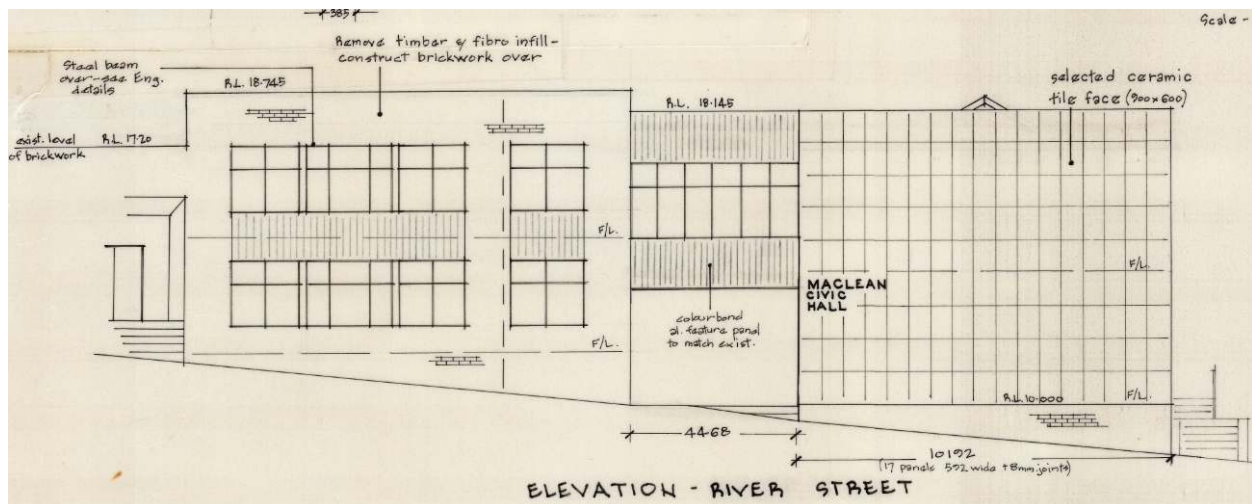 385
Scale -
Remove timber & fibro infill-
construct brickwork over
Steel beam
over-see Eng.
details
R.L. 18.745
R.L. 18.145
selected ceramic
tile face (900x600)
exist. level R.L. 17.20
of brickwork
F/L.
F/L.
MACLEAN
CIVIC
HALL
colourbond
al. feature panel
to match exist.
F/L.
R.L. 10.000
F/L.
4468
10192
(17 panels 592 wide +8mm joints)
ELEVATION - RIVER STREET